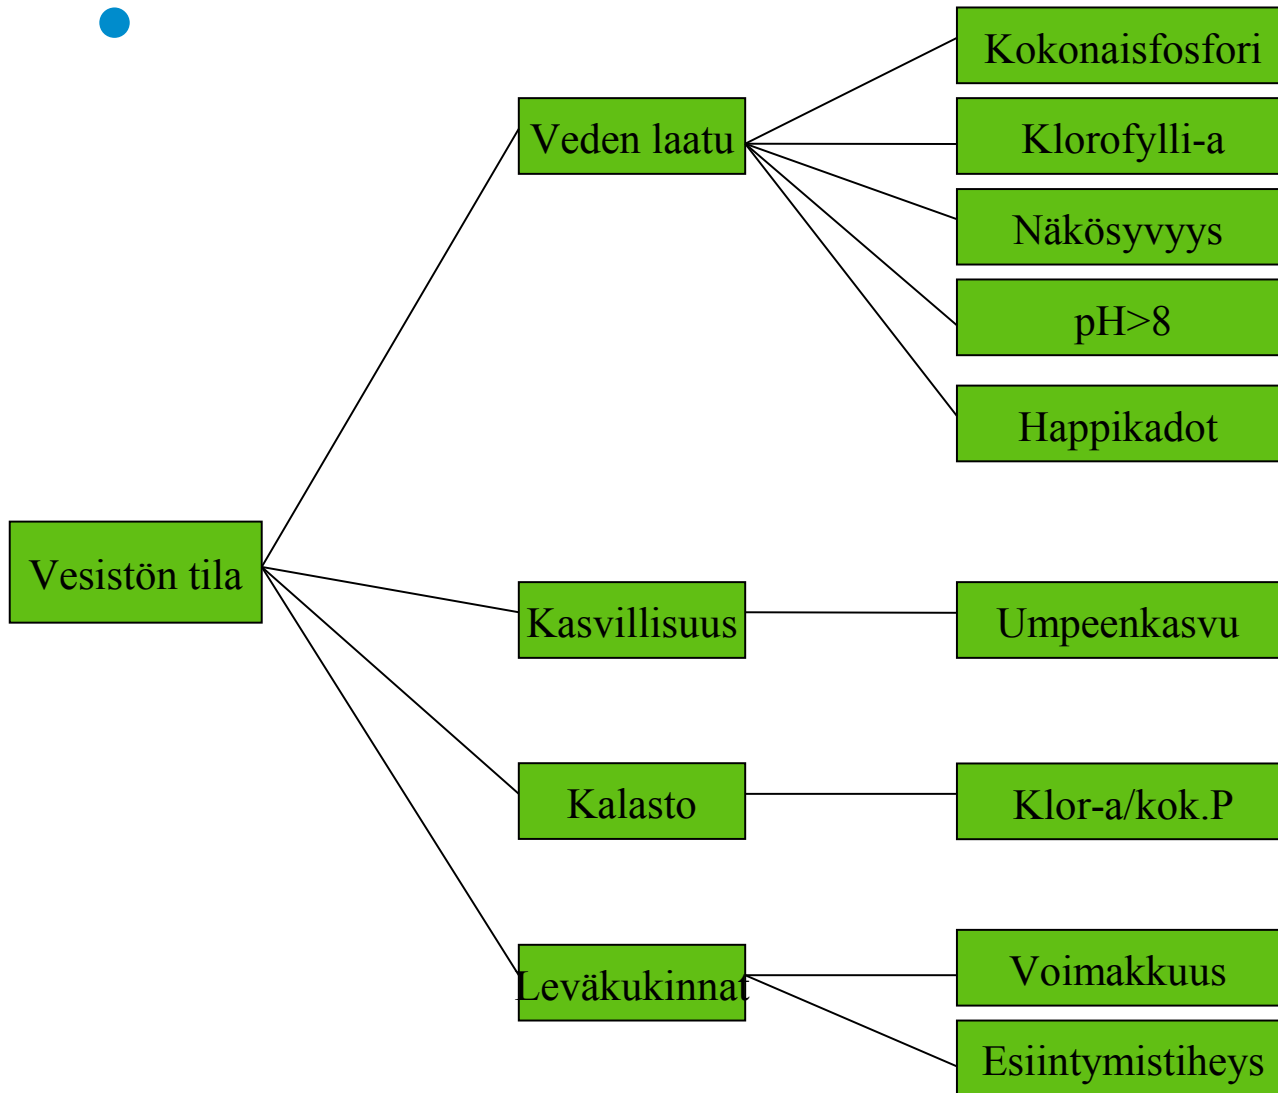 Kokonaisfosfori
Veden laatu
Klorofylli-a
Näkösyvyys
pH>8
Happikadot
Vesistön tila
Kasvillisuus
Umpeenkasvu
Kalasto
Klor-a/kok.P
Leväkukinnat
Voimakkuus
Esiintymistiheys